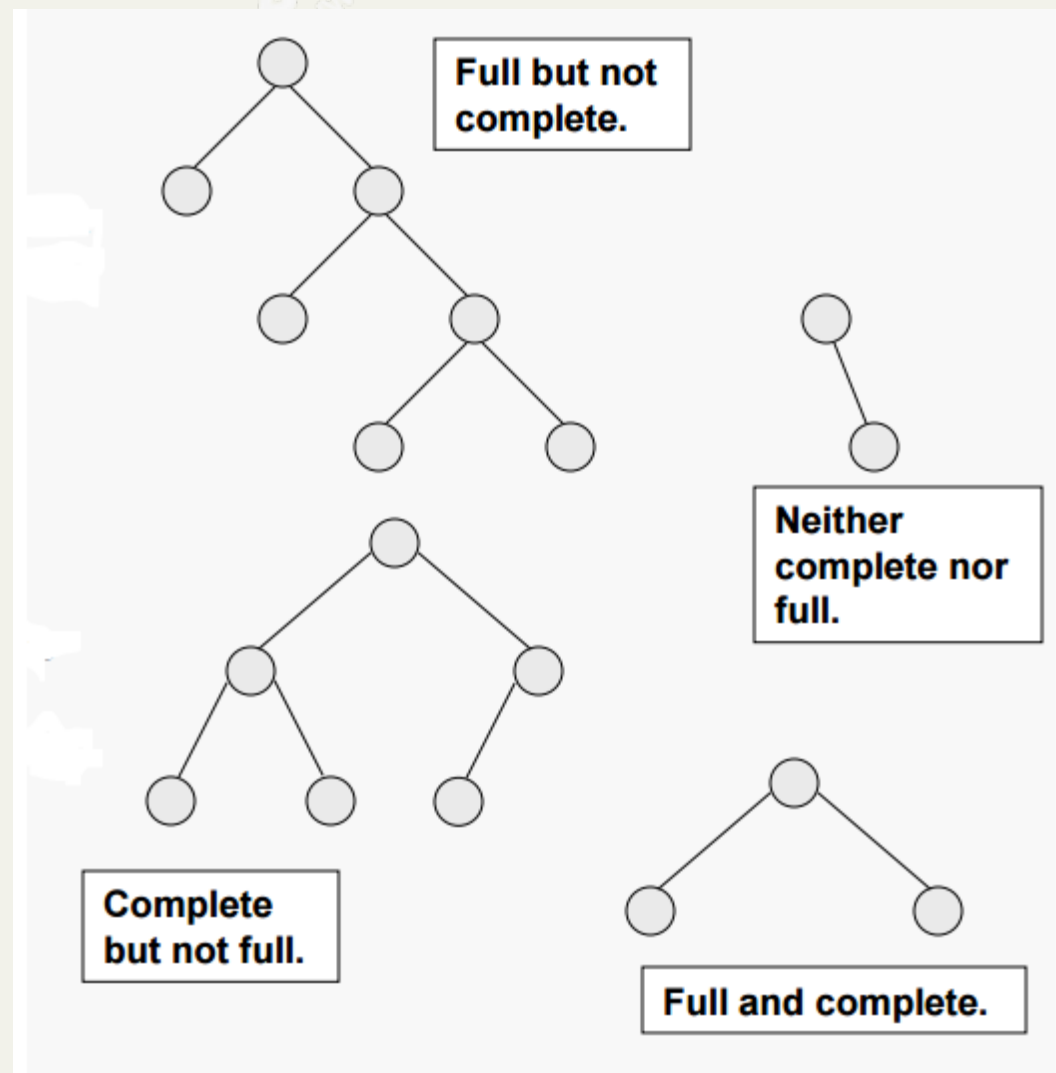 Full but not
complete.
Neither
complete nor
full.
Complete
but not full.
Full and complete.